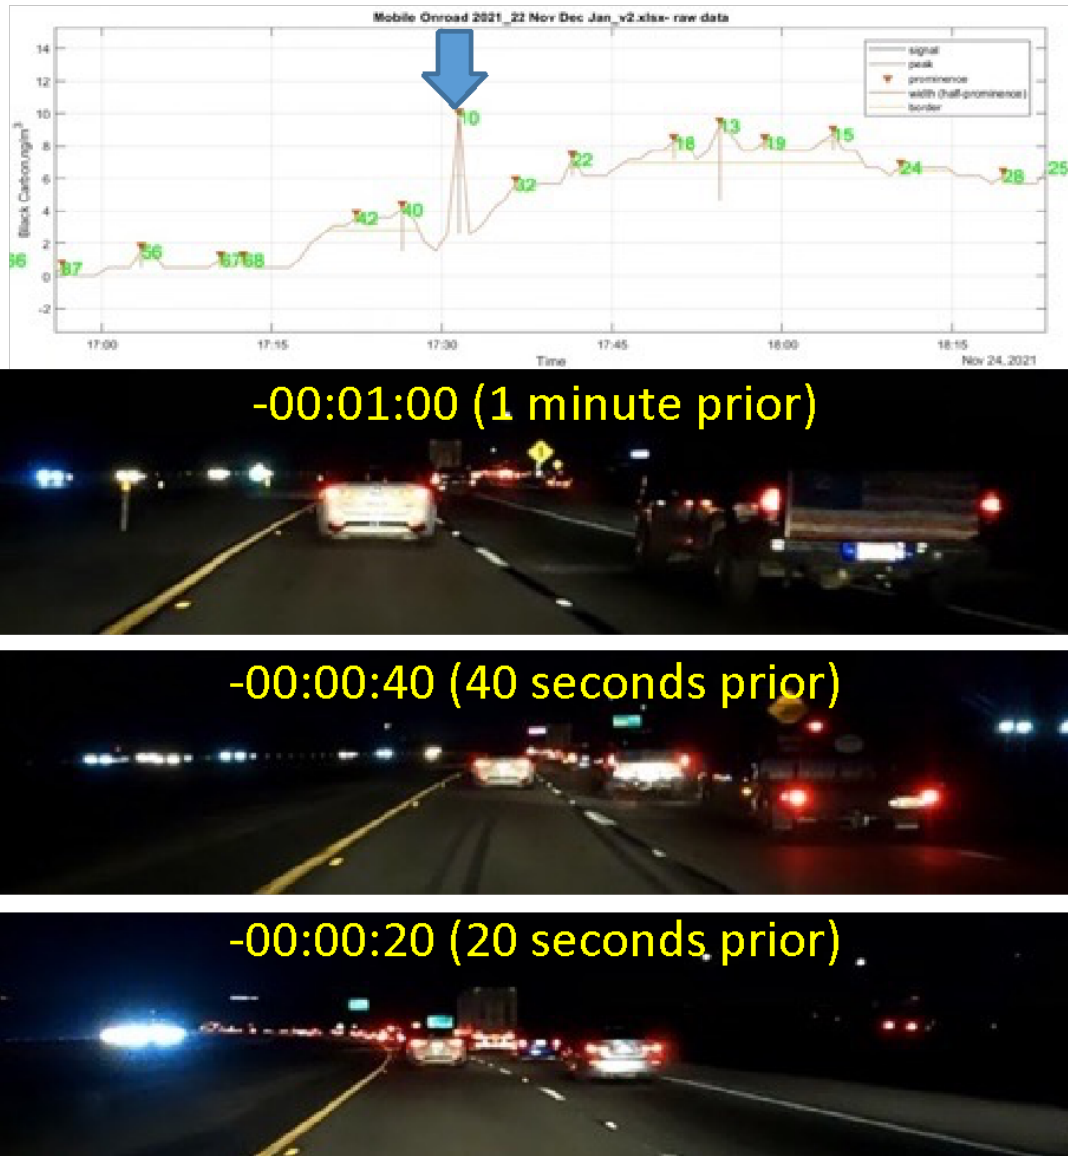 Mobile Onroad 2021_22 Nov Dec Jan_v2.xlsx- raw data
signal
peak
prominence
width (half-prominence)
border
14
12
10
8
6
4
2
0
-2
Black Carbon,ng/m³
66
87
56
67
68
42
40
10
32
22
18
13
19
15
24
28
25
17:00
17:15
17:30
17:45
18:00
18:15
Time
Nov 24, 2021
-00:01:00 (1 minute prior)
-00:00:40 (40 seconds prior)
-00:00:20 (20 seconds prior)